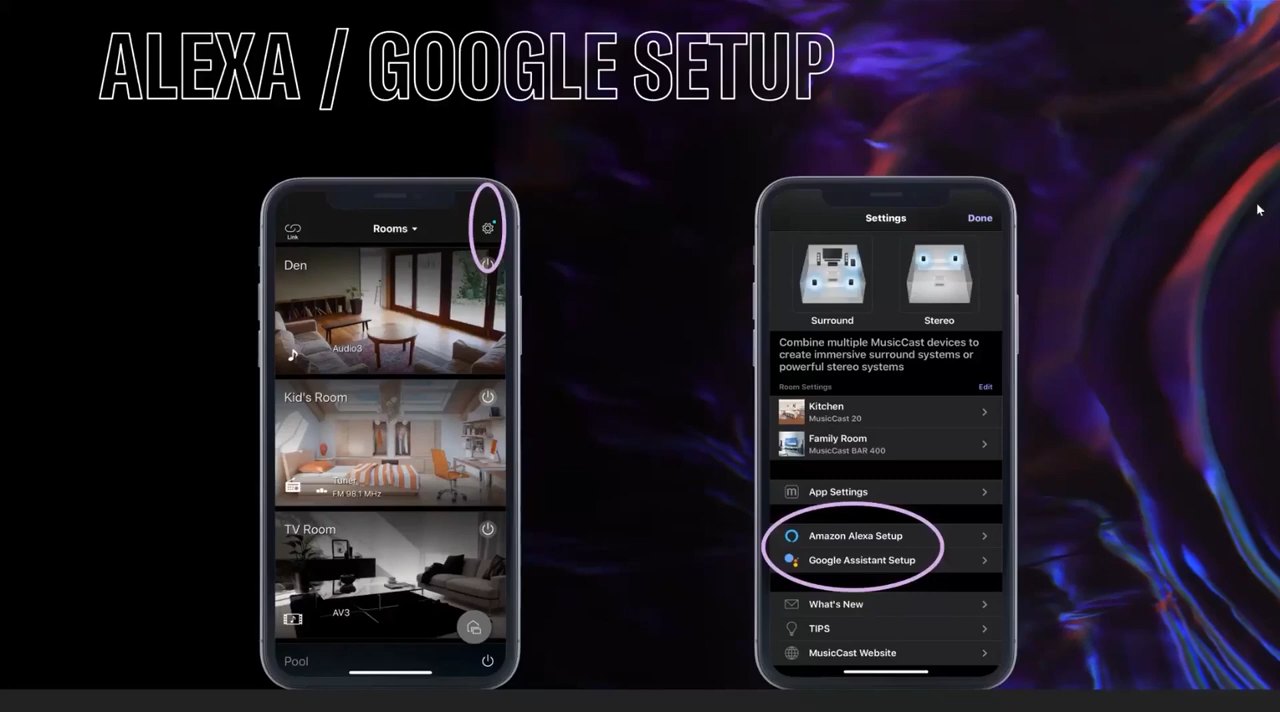 ALEXA / GOOGLE SETUP
Link
Rooms
Den
Audio3
Kid's Room
Tuner
FM 98.1 MHz
TV Room
AV3
Pool
Settings
Done
Surround
Stereo
Combine multiple MusicCast devices to
create immersive surround systems or
powerful stereo systems
Room Settings
Edit
Kitchen
MusicCast 20
Family Room
MusicCast BAR 400
m
App Settings
Amazon Alexa Setup
Google Assistant Setup
What's New
TIPS
MusicCast Website